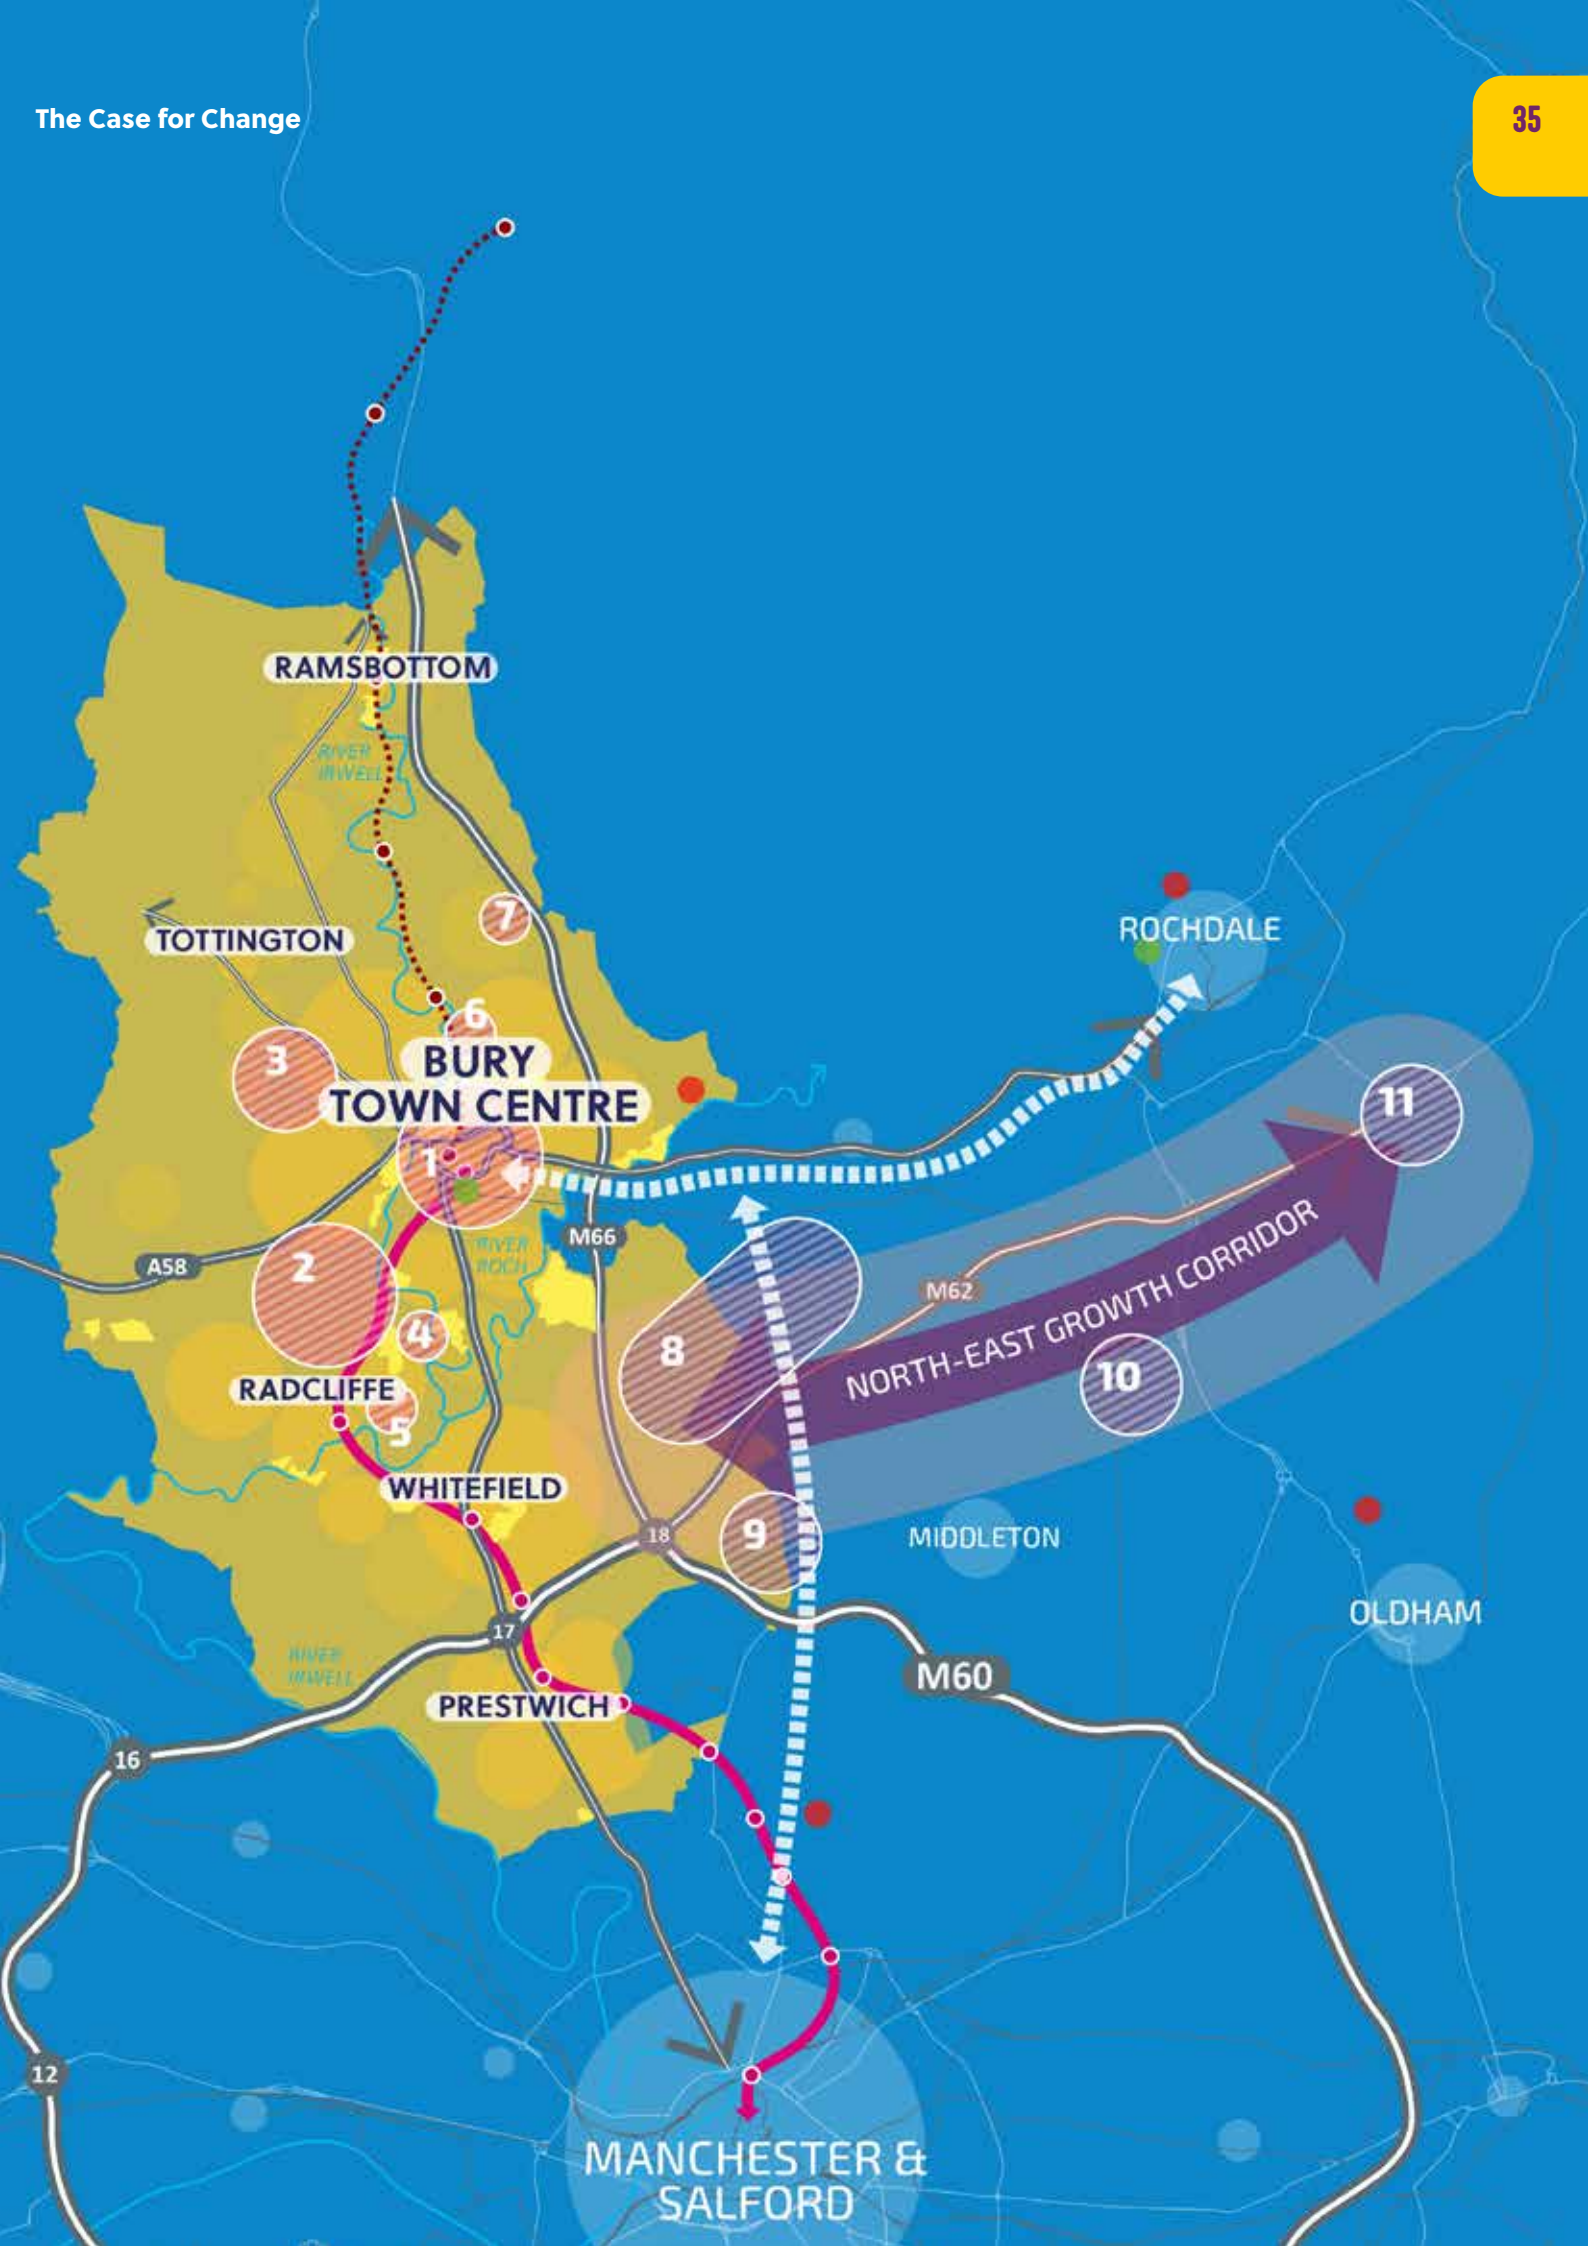 The Case for Change
35
RAMSBOTTOM
RIVER
IRWELL
7
TOTTINGTON
ROCHDALE
6
3
BURY
TOWN CENTRE
11
1
M66
RIVER
ROCH
A58
2
M62
NORTH-EAST GROWTH CORRIDOR
4
8
10
RADCLIFFE
5
WHITEFIELD
18
9
MIDDLETON
OLDHAM
17
RIVER
IRWELL
M60
PRESTWICH
16
12
MANCHESTER &
SALFORD